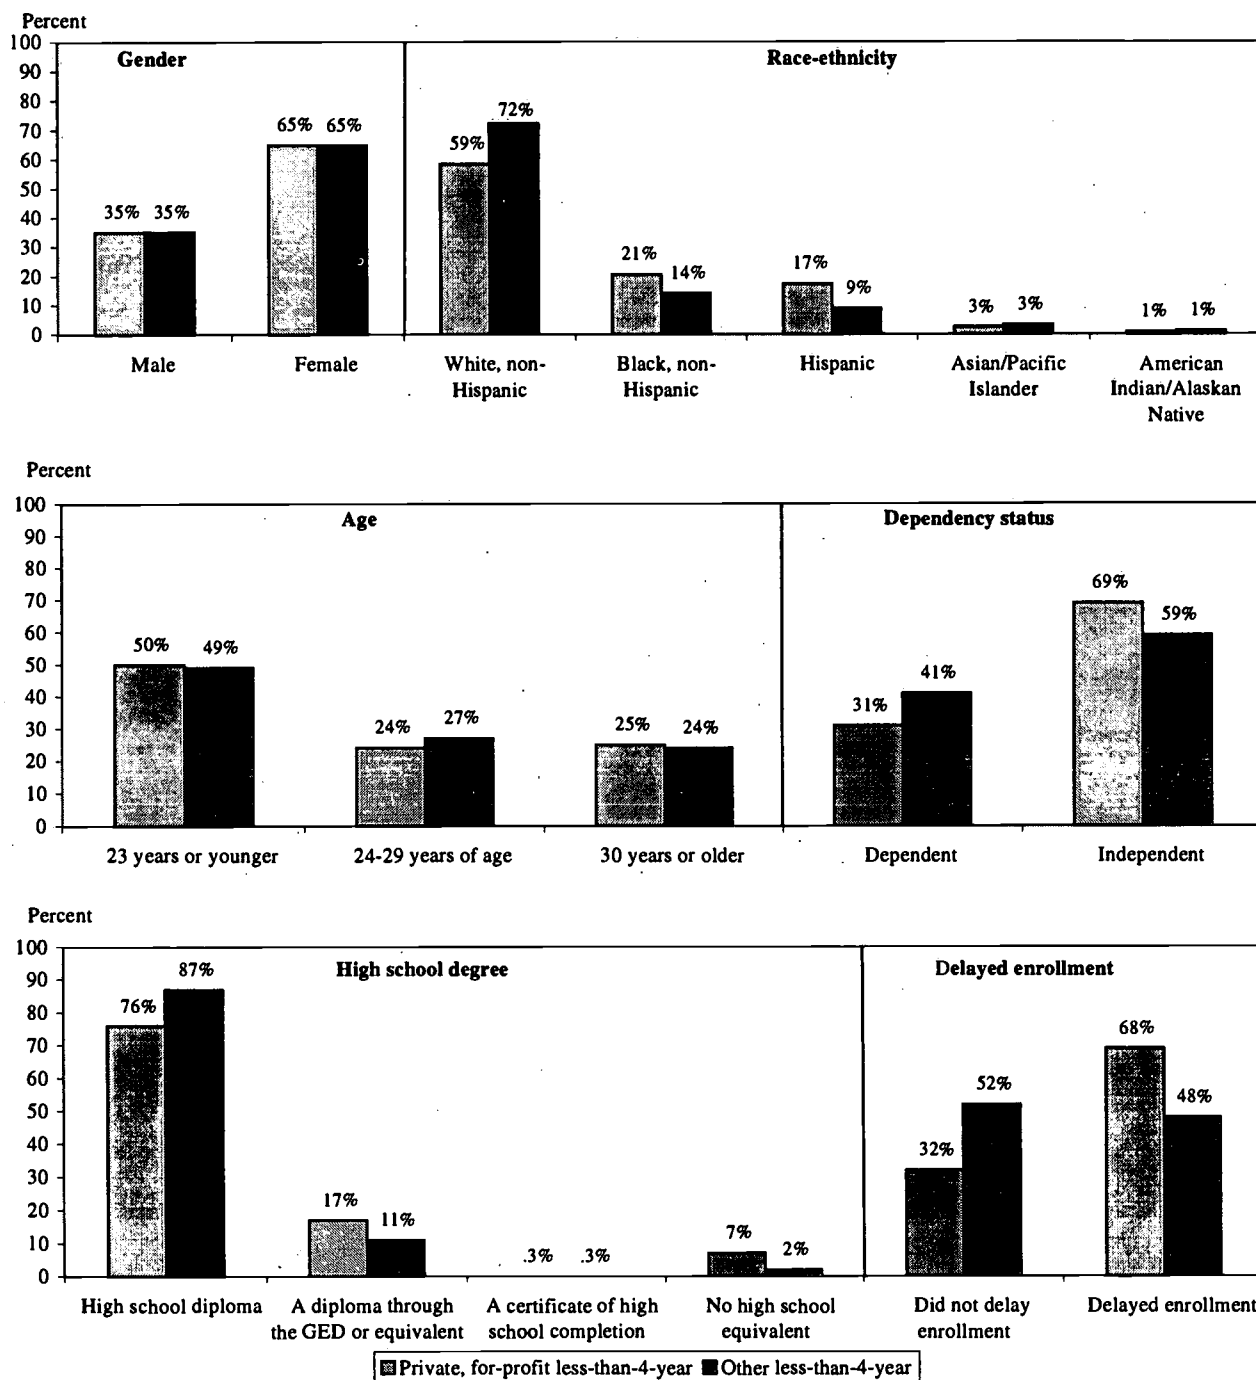 Percent
100
90
80
70
60
50
40
30
20
10
0
Gender
Race-ethnicity
35% 35%
65% 65%
59% 72%
21% 14%
17% 9%
3% 3%
1% 1%
Male
Female
White, non-
Hispanic
Black, non-
Hispanic
Hispanic
Asian/Pacific
Islander
American
Indian/Alaskan
Native
Percent
100
90
80
70
60
50
40
30
20
10
0
Age
Dependency status
50% 49%
24% 27%
25% 24%
31% 41%
69% 59%
23 years or younger
24-29 years of age
30 years or older
Dependent
Independent
Percent
100
90
80
70
60
50
40
30
20
10
0
High school degree
Delayed enrollment
76% 87%
17% 11%
.3% .3%
7% 2%
32% 52%
68% 48%
High school diploma
A diploma through
the GED or equivalent
A certificate of high
school completion
No high school
equivalent
Did not delay
enrollment
Delayed enrollment
Private, for-profit less-than-4-year Other less-than-4-year